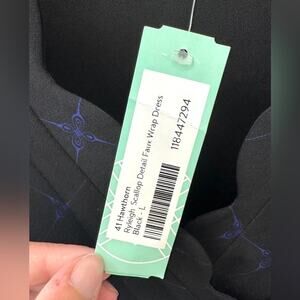 41 Hawthorn
Ryleigh Scallop Detail Faux Wrap Dress
Black - L
118447294